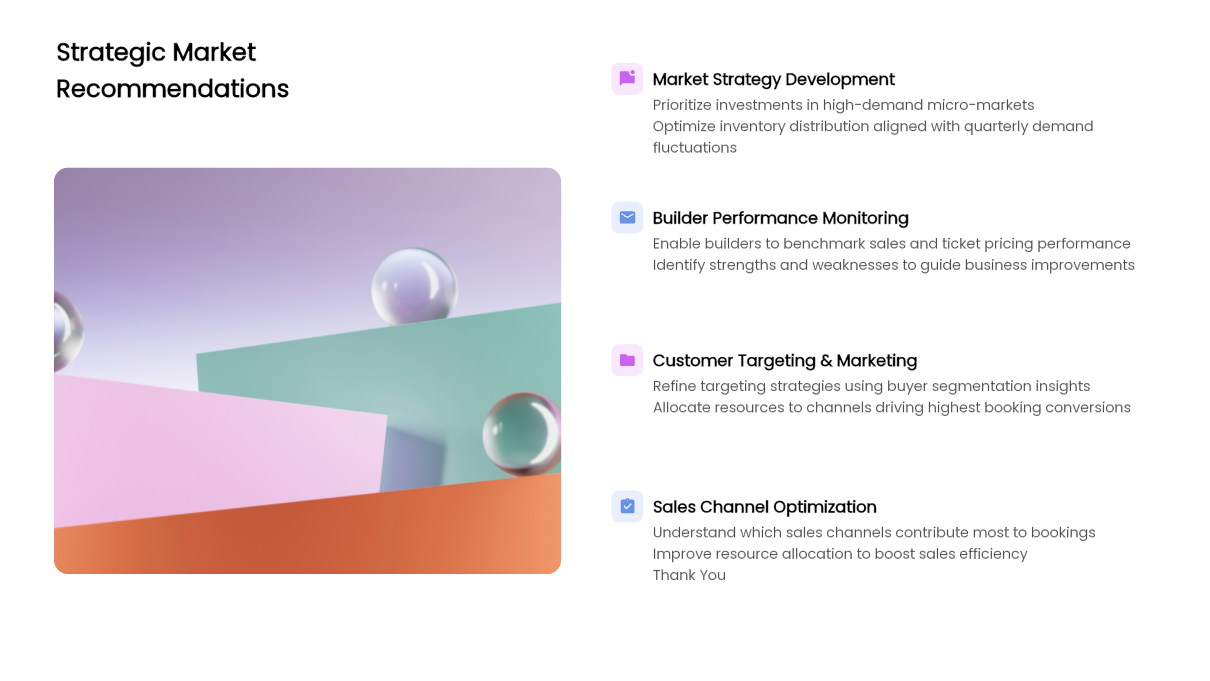 Strategic Market
Recommendations
Market Strategy Development
Prioritize investments in high-demand micro-markets
Optimize inventory distribution aligned with quarterly demand
fluctuations
Builder Performance Monitoring
Enable builders to benchmark sales and ticket pricing performance
Identify strengths and weaknesses to guide business improvements
Customer Targeting & Marketing
Refine targeting strategies using buyer segmentation insights
Allocate resources to channels driving highest booking conversions
Sales Channel Optimization
Understand which sales channels contribute most to bookings
Improve resource allocation to boost sales efficiency
Thank You